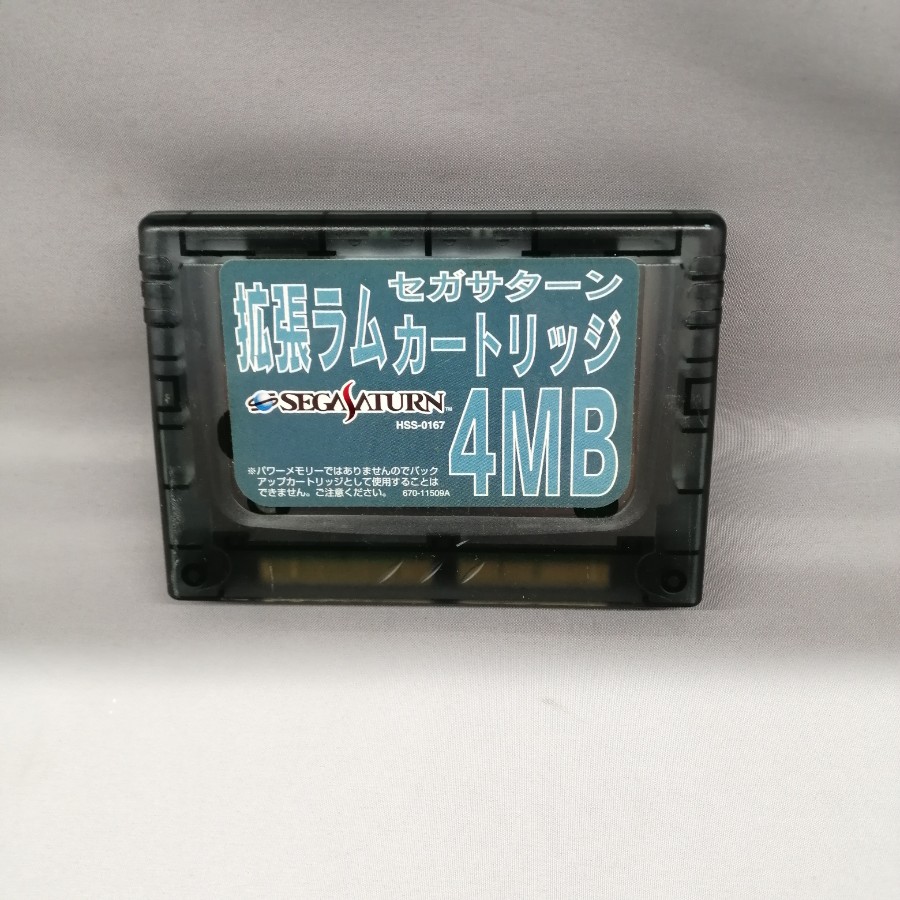 セガサターン
拡張ラムカートリッジ
SEGA SATURN™
HSS-0167
4MB
※パワーメモリーではありませんのでバック
アップカートリッジとして使用することは
できません。ご注意ください。 670-11509A